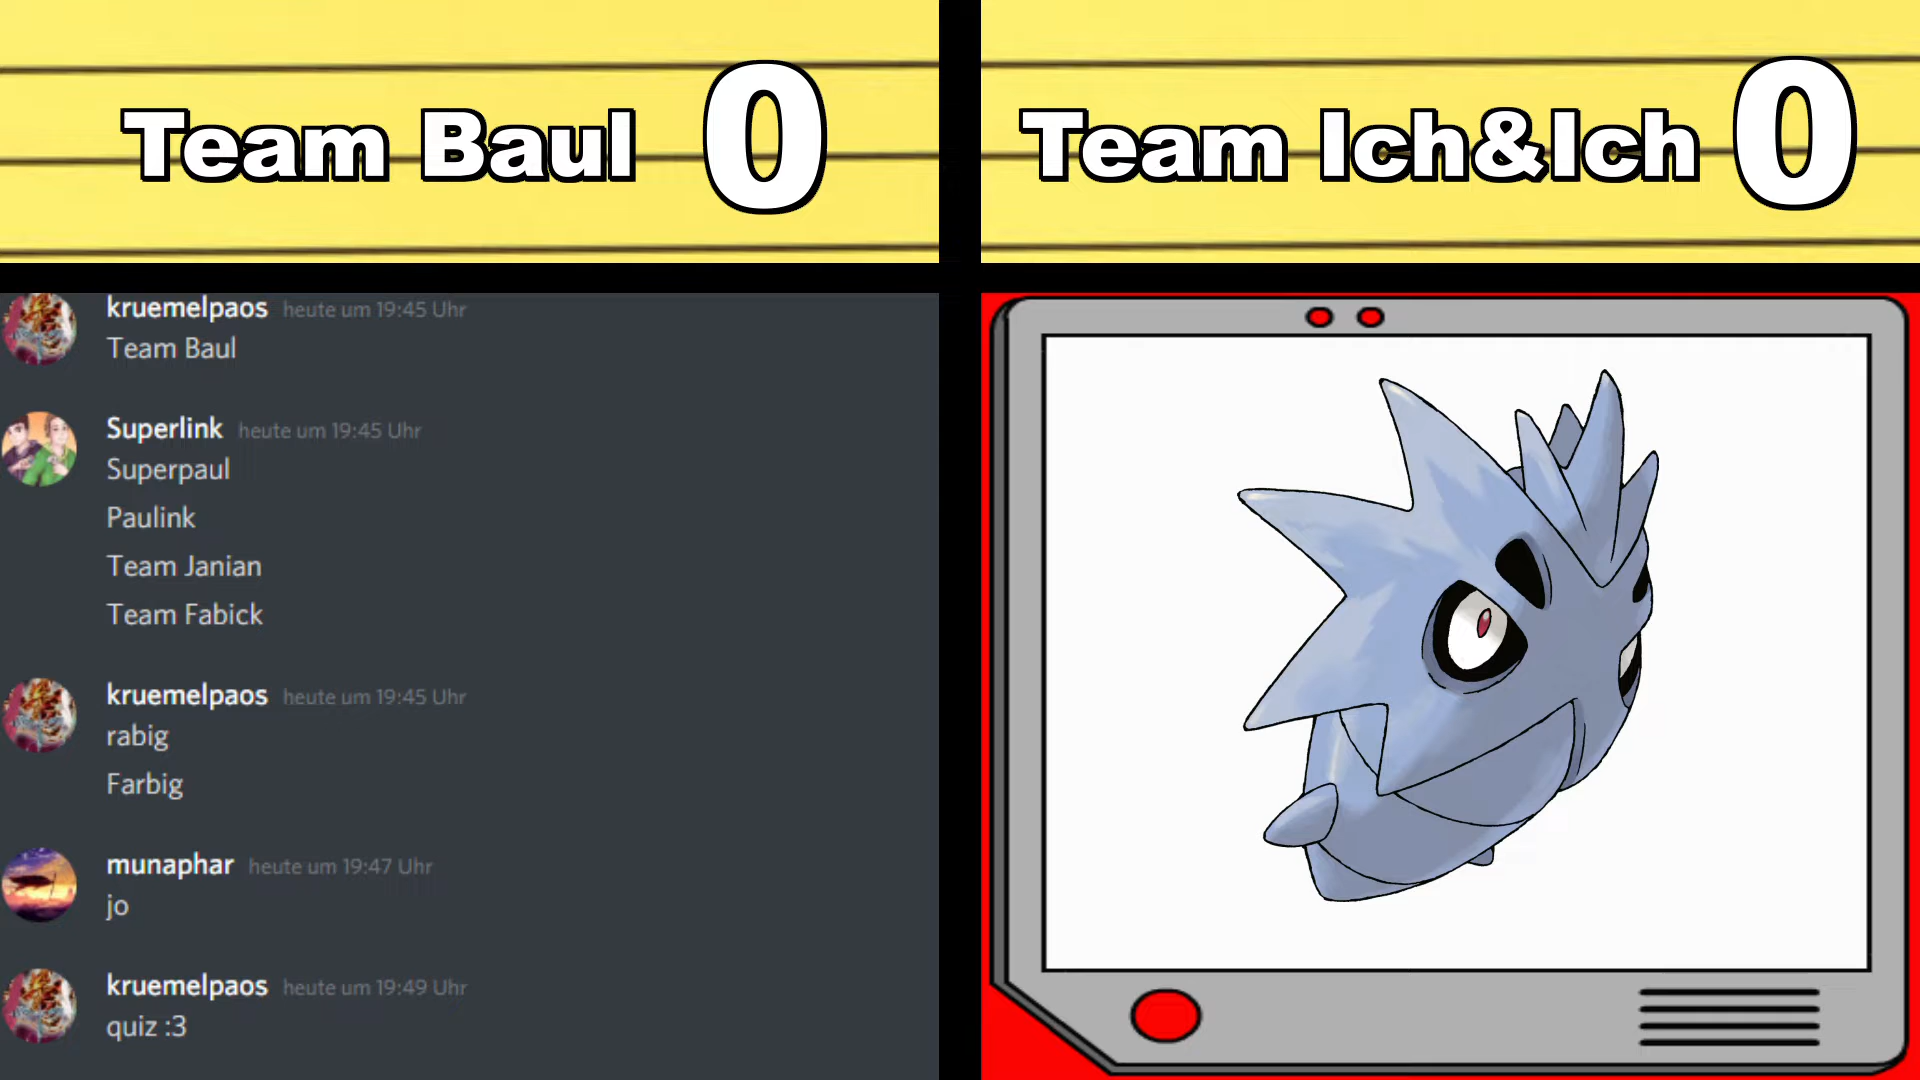 Team Baul 0
Team Ich&Ich 0
kruemelpaos heute um 19:45 Uhr
Team Baul
Superlink heute um 19:45 Uhr
Superpaul
Paulink
Team Janian
Team Fabick
kruemelpaos heute um 19:45 Uhr
rabig
Farbig
munaphar heute um 19:47 Uhr
jo
kruemelpaos heute um 19:49 Uhr
quiz :3